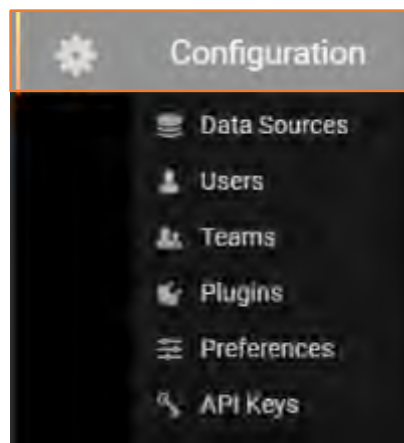 Configuration
Data Sources
Users
Teams
Plugins
Preferences
API Keys